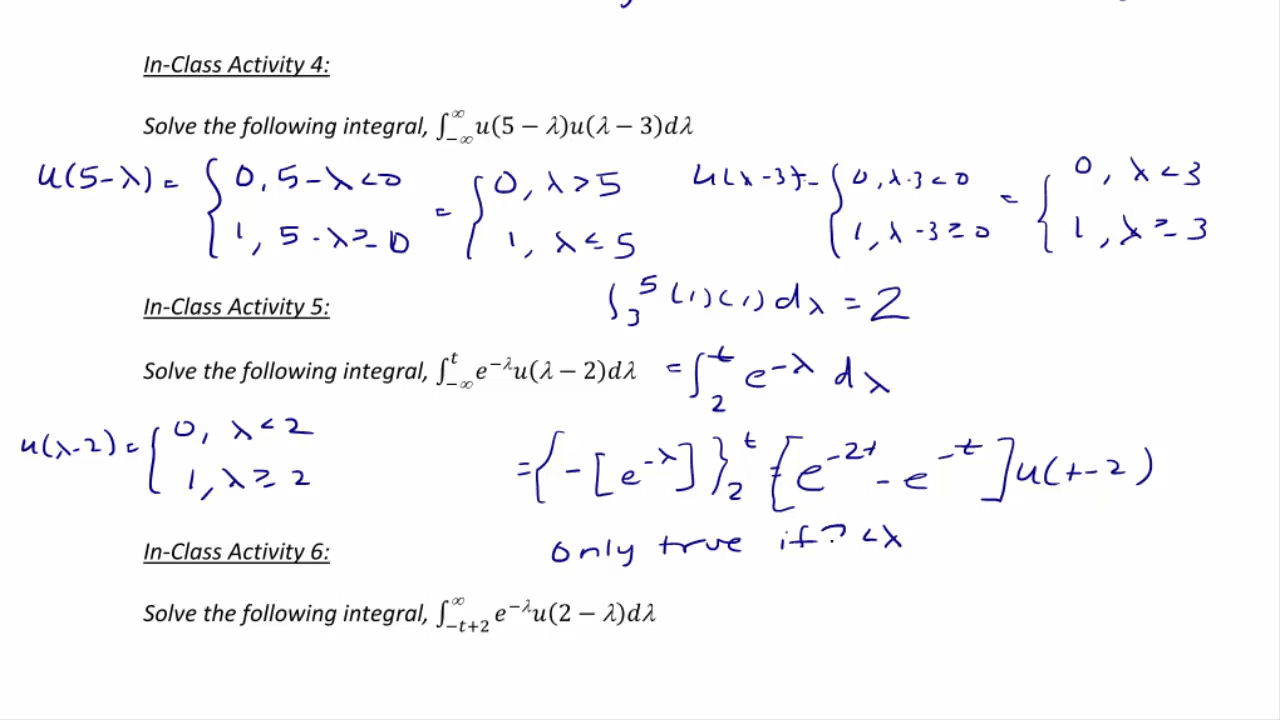 In-Class Activity 4:
Solve the following integral, ∫_{−∞}^{∞} u(5 − λ)u(λ − 3)dλ
u(5-λ) = { 0, 5-λ<0 ; 1, 5-λ≥0 = { 0, λ>5 ; 1, λ≤5
u(λ-3) = { 0, λ-3<0 ; 1, λ-3≥0 = { 0, λ<3 ; 1, λ≥3
∫_3^5 (1)(1)dλ = 2
In-Class Activity 5:
Solve the following integral, ∫_{−∞}^{t} e^{−λ}u(λ − 2)dλ = ∫_2^t e^{-λ} dλ
u(λ-2) = { 0, λ<2 ; 1, λ≥2
= {-[e^{-λ}]}_2^t = [e^{-2t} - e^{-t}]u(t-2)
only true if 2 <λ
In-Class Activity 6:
Solve the following integral, ∫_{−t+2}^{∞} e^{−λ}u(2 − λ)dλ